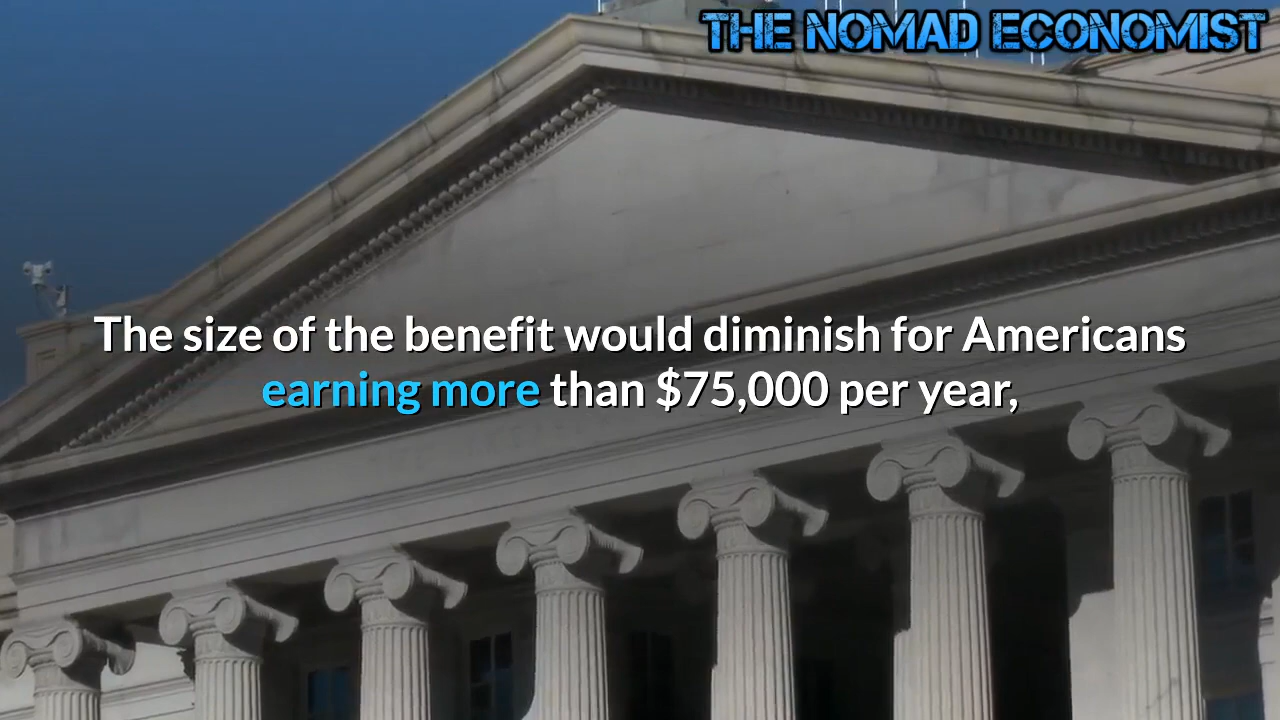 THE NOMAD ECONOMIST
The size of the benefit would diminish for Americans
earning more than $75,000 per year,